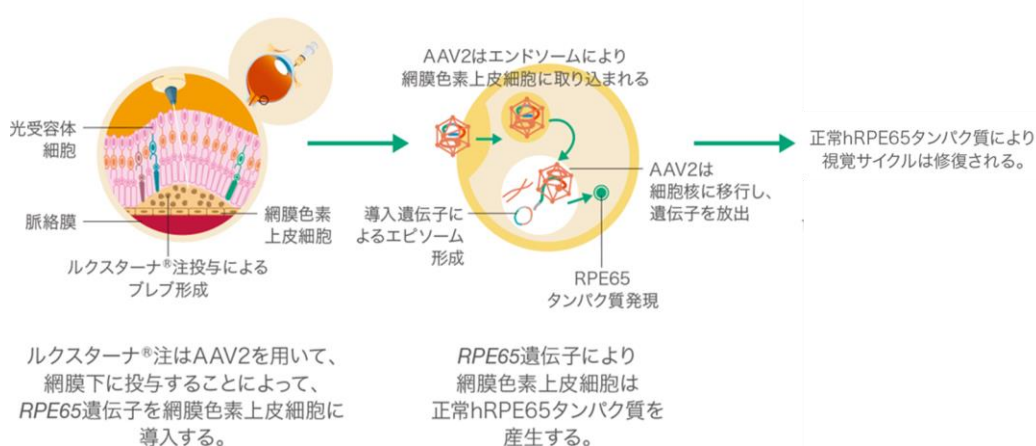 光受容体
細胞
脈絡膜
網膜色素
上皮細胞
ルクスターナ®注投与による
ブレブ形成
ルクスターナ®注はAAV2を用いて、
網膜下に投与することによって、
RPE65遺伝子を網膜色素上皮細胞に
導入する。
AAV2はエンドソームにより
網膜色素上皮細胞に取り込まれる
AAV2は
細胞核に移行し、
遺伝子を放出
導入遺伝子に
よるエピソーム
形成
RPE65
タンパク質発現
RPE65遺伝子により
網膜色素上皮細胞は
正常hRPE65タンパク質を
産生する。
正常hRPE65タンパク質により
視覚サイクルは修復される。